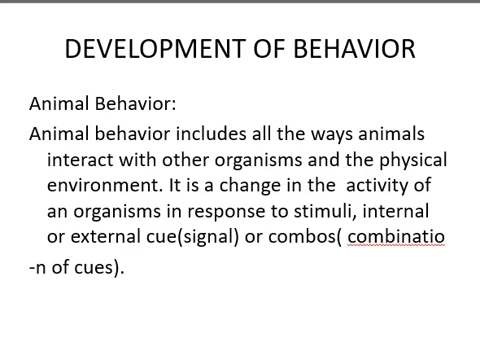 DEVELOPMENT OF BEHAVIOR
Animal Behavior:
Animal behavior includes all the ways animals
interact with other organisms and the physical
environment. It is a change in the  activity of
an organisms in response to stimuli, internal
or external cue(signal) or combos( combinatio
-n of cues).